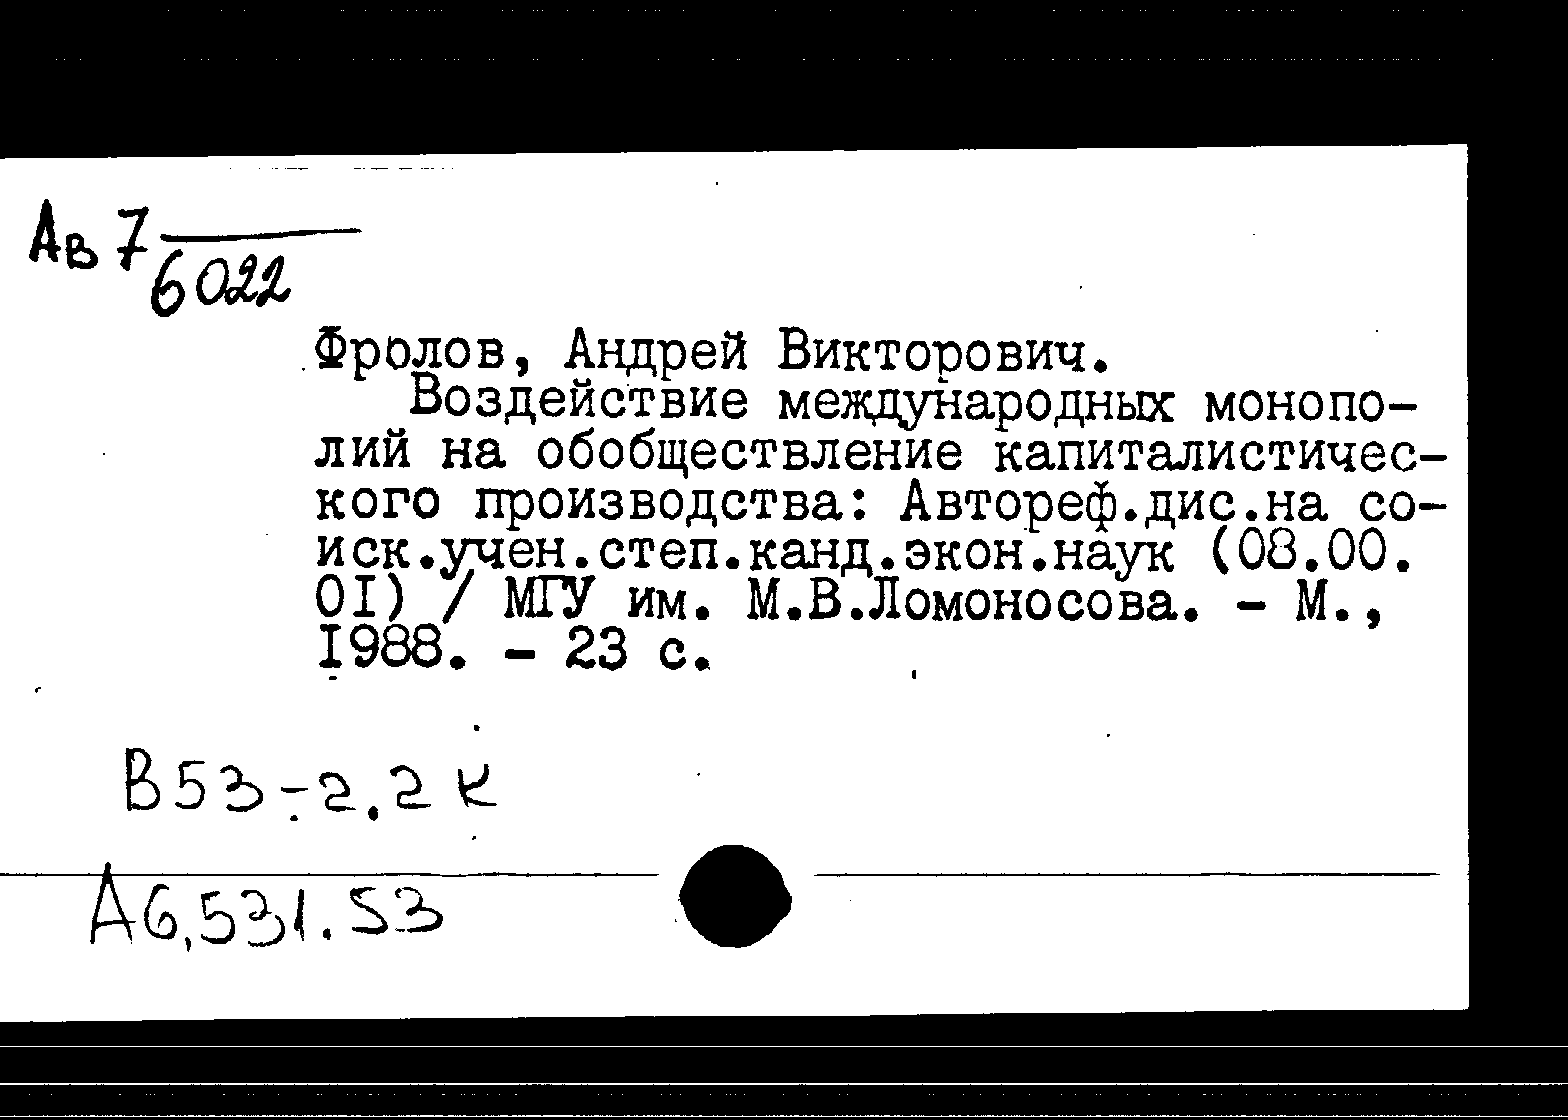 Ав 7
6022
Фролов, Андрей Викторович.
Воздействие международных монопо-
лий на обобществление капиталистичес-
кого производства: Автореф.дис.на со-
иск.учен.степ.канд.экон.наук (08.00.
01) / МГУ им. М.В.Ломоносова. - М.,
1988. - 23 с.
В53-2.2к
А6,531.53